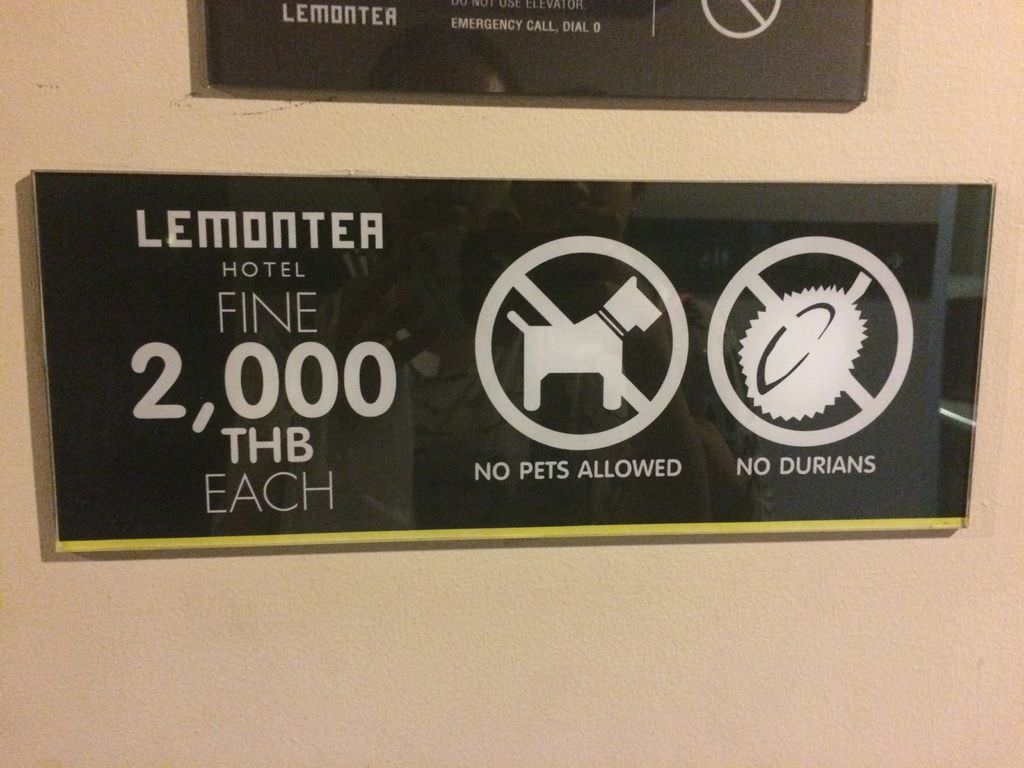 LEMONTEA
DO NOT USE ELEVATOR.
EMERGENCY CALL, DIAL 0
LEMONTEA
HOTEL
FINE
2,000
THB
EACH
NO PETS ALLOWED
NO DURIANS